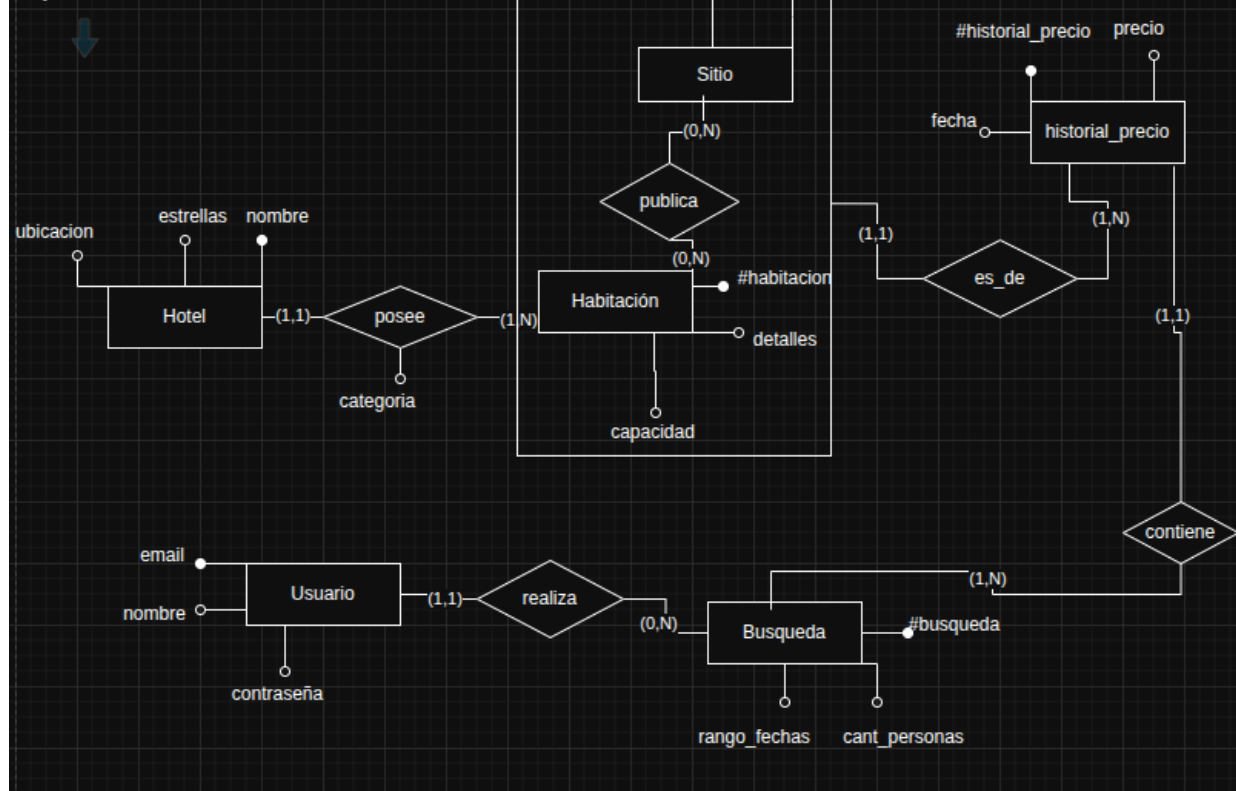 #historial_precio
precio
Sitio
fecha
historial_precio
(0,N)
publica
estrellas
nombre
ubicacion
(1,N)
(1,1)
(0,N)
#habitacion
es_de
Habitación
Hotel
(1,1)
posee
(1,N)
(1,1)
detalles
categoria
capacidad
contiene
email
(1,N)
Usuario
(1,1)
realiza
nombre
(0,N)
Busqueda
#busqueda
contraseña
rango_fechas
cant_personas